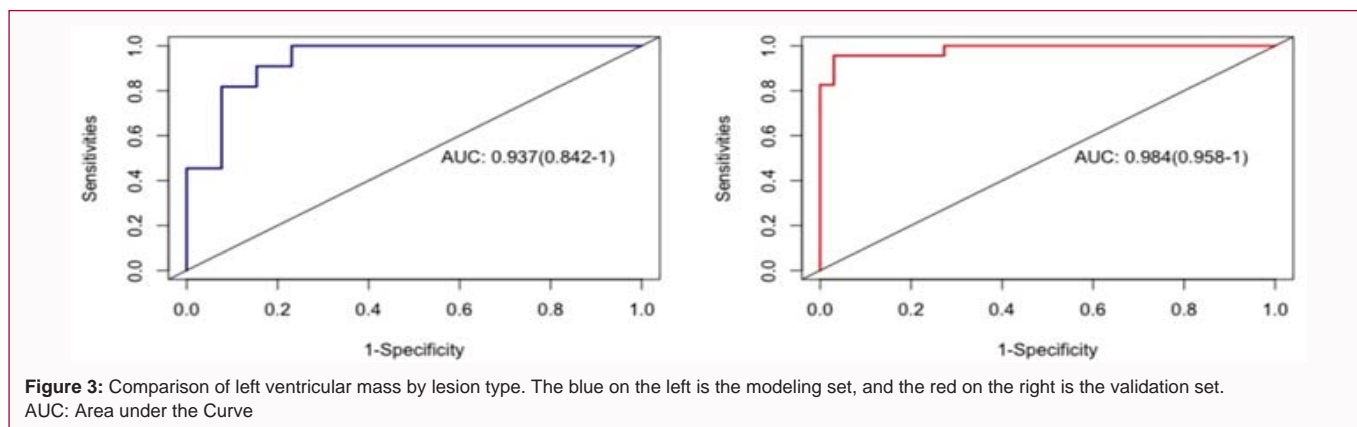 1.0
0.8
0.6
0.4
0.2
0.0
Sensitivities
AUC: 0.937(0.842-1)
0.0 0.2 0.4 0.6 0.8 1.0
1-Specificity
1.0
0.8
0.6
0.4
0.2
0.0
Sensitivities
AUC: 0.984(0.958-1)
0.0 0.2 0.4 0.6 0.8 1.0
1-Specificity
Figure 3: Comparison of left ventricular mass by lesion type. The blue on the left is the modeling set, and the red on the right is the validation set.
AUC: Area under the Curve